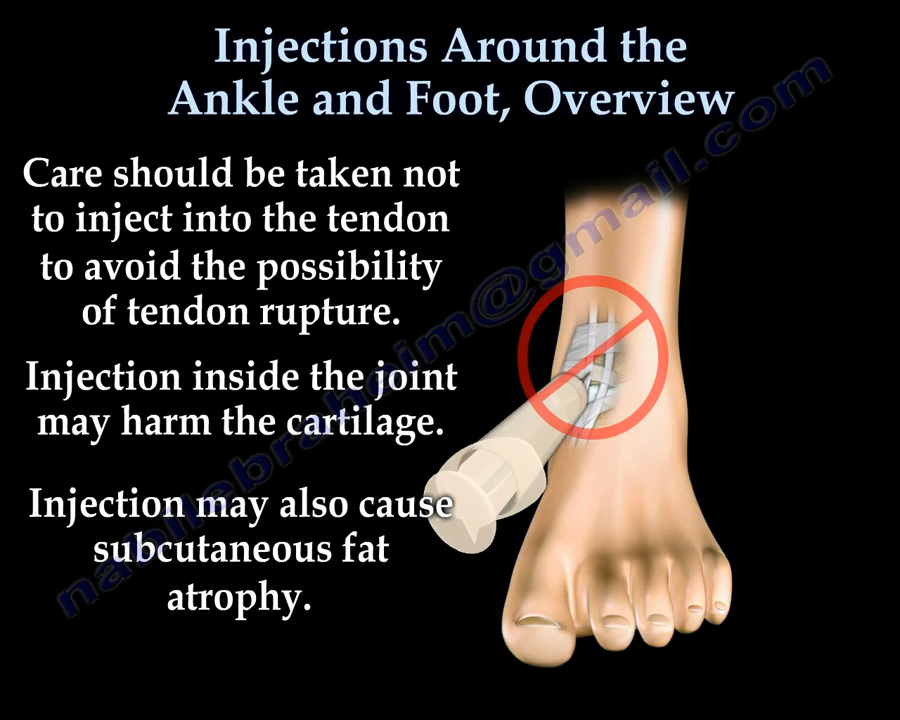 Injections Around the
Ankle and Foot, Overview
Care should be taken not
to inject into the tendon
to avoid the possibility
of tendon rupture.
Injection inside the joint
may harm the cartilage.
Injection may also cause
subcutaneous fat
atrophy.
nabilebraheim@gmail.com